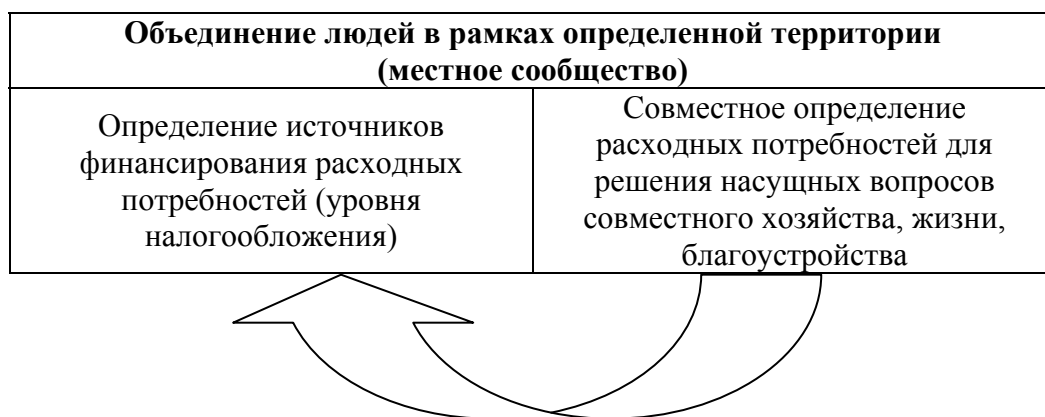 Объединение людей в рамках определенной территории
(местное сообщество)
Определение источников
финансирования расходных
потребностей (уровня
налогообложения)
Совместное определение
расходных потребностей для
решения насущных вопросов
совместного хозяйства, жизни,
благоустройства